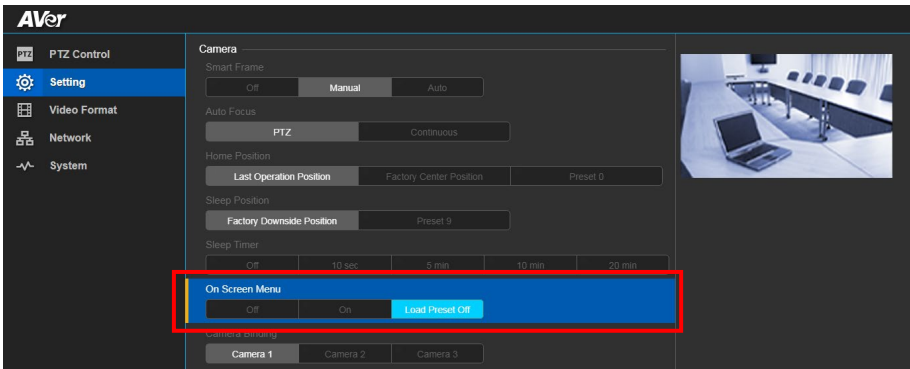 AVer
PTZ PTZ Control
Setting
Video Format
Network
System
Camera
Smart Frame
Off Manual Auto
Auto Focus
PTZ Continuous
Home Position
Last Operation Position Factory Center Position Preset 0
Sleep Position
Factory Downside Position Preset 9
Sleep Timer
Off 10 sec 5 min 10 min 20 min
On Screen Menu
Off On Load Preset Off
Camera Binding
Camera 1 Camera 2 Camera 3